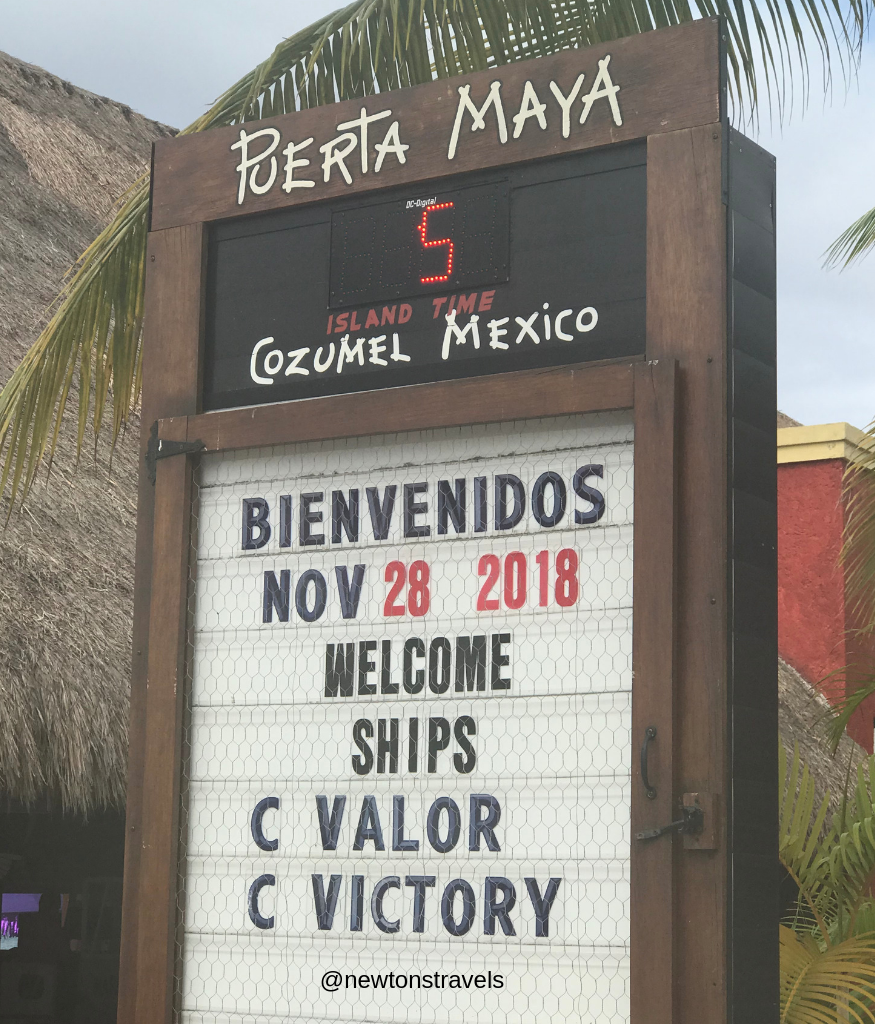 PUERTA MAYA
DC-Digital
5
ISLAND TIME
COZUMEL MEXICO
BIENVENIDOS
NOV 28 2018
WELCOME
SHIPS
C VALOR
C VICTORY
@newtonstravels